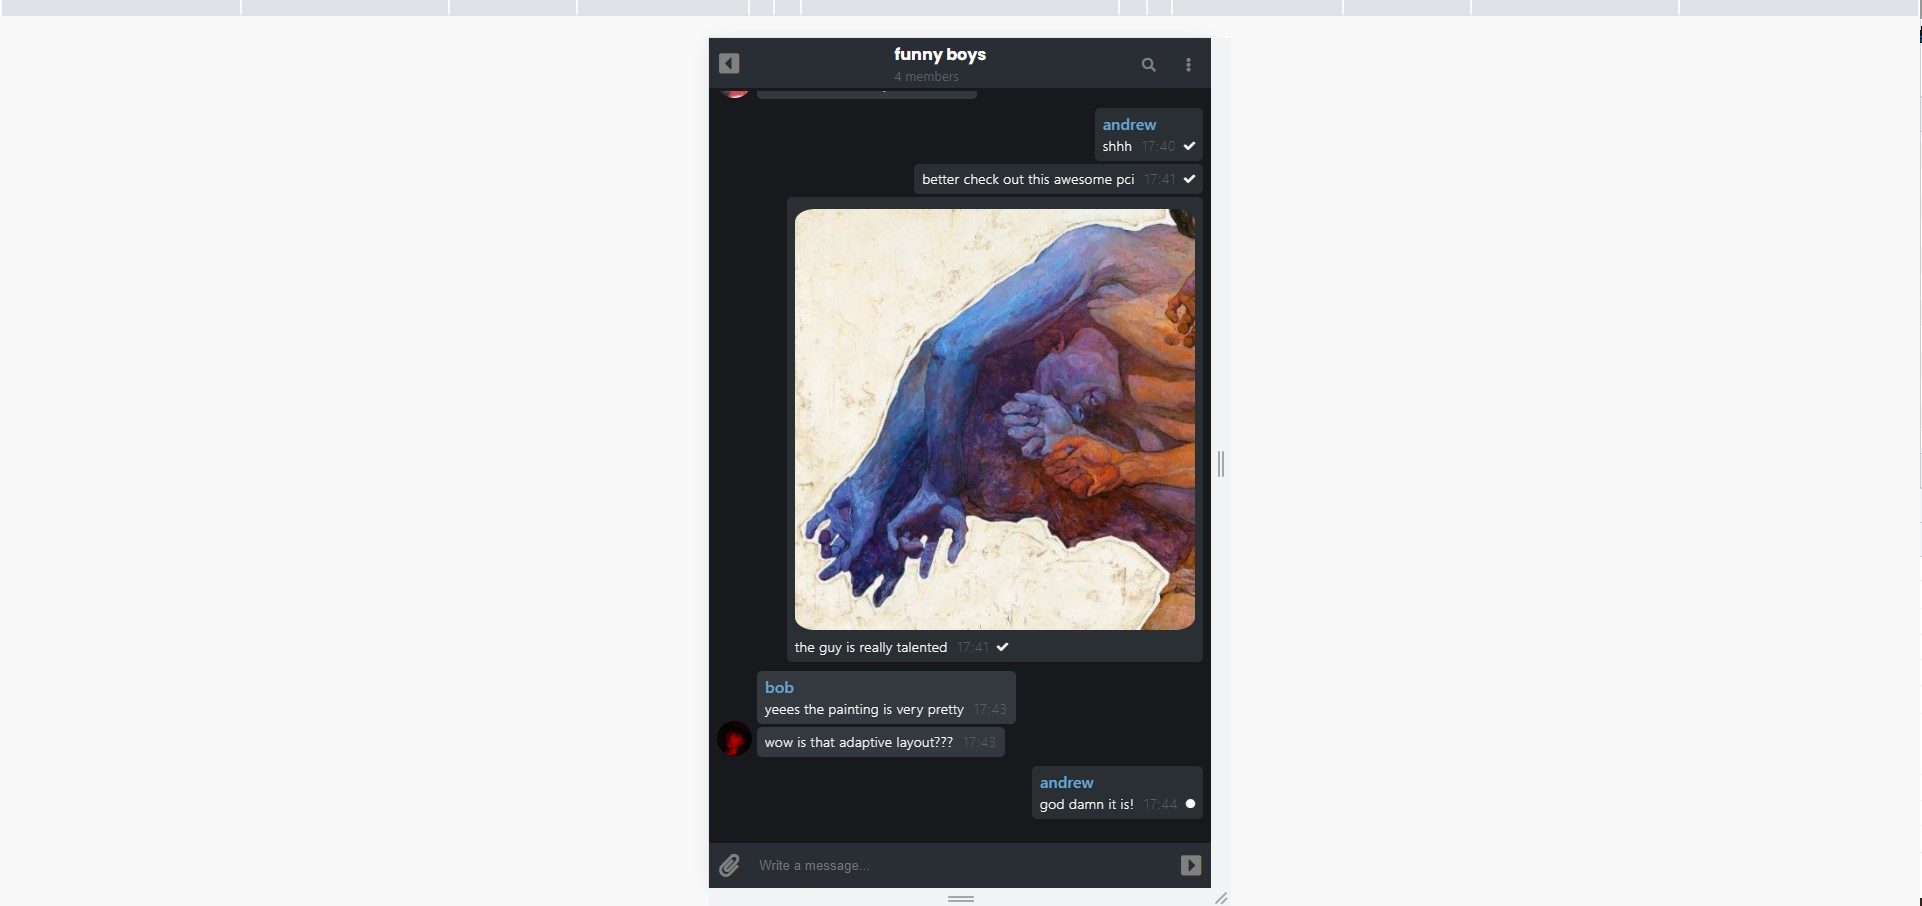 funny boys
4 members
andrew
shhh 17:40
better check out this awesome pci 17:41
the guy is really talented 17:41
bob
yeees the painting is very pretty 17:43
wow is that adaptive layout??? 17:43
andrew
god damn it is! 17:44
Write a message...